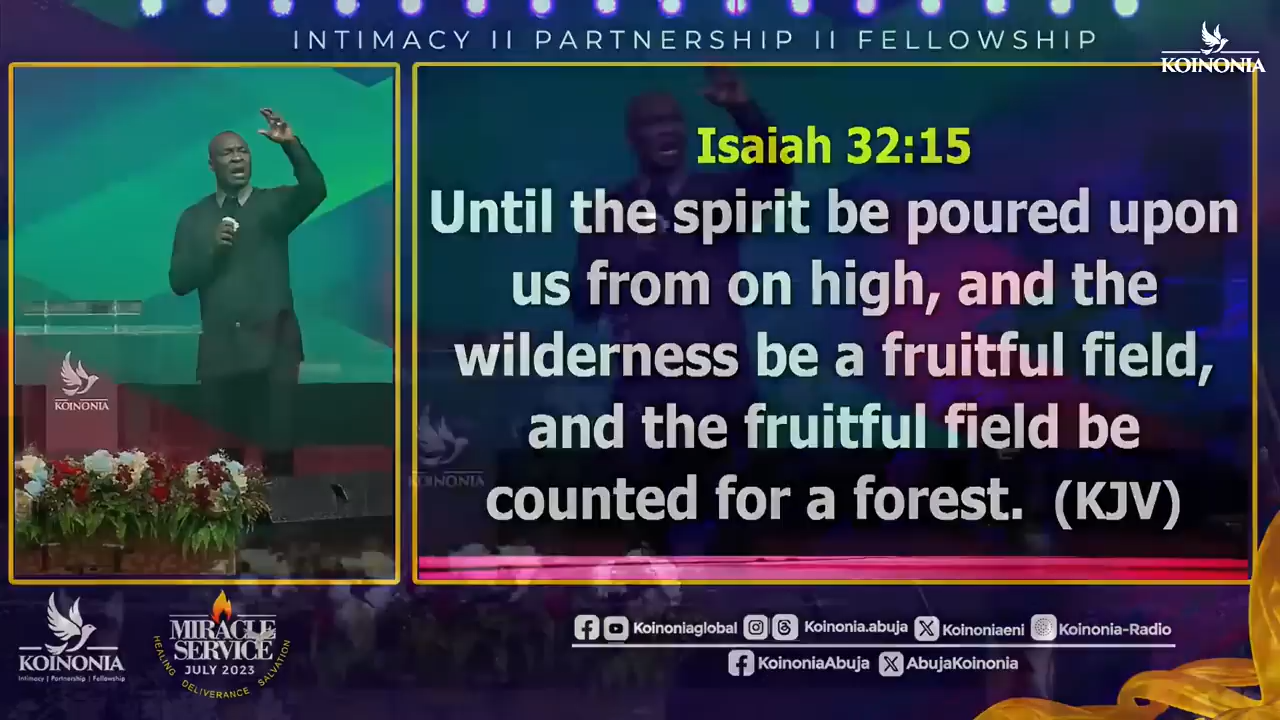 INTIMACY II PARTNERSHIP II FELLOWSHIP
KOINONIA
Isaiah 32:15
Until the spirit be poured upon
us from on high, and the
wilderness be a fruitful field,
and the fruitful field be
counted for a forest. (KJV)
KOINONIA
KOINONIA
KOINONIA
Intimacy | Partnership | Fellowship
MIRACLE
SERVICE
JULY 2023
HEALING DELIVERANCE SALVATION
Koinoniaglobal Koinonia.abuja Koinoniaeni Koinonia-Radio
KoinoniaAbuja AbujaKoinonia